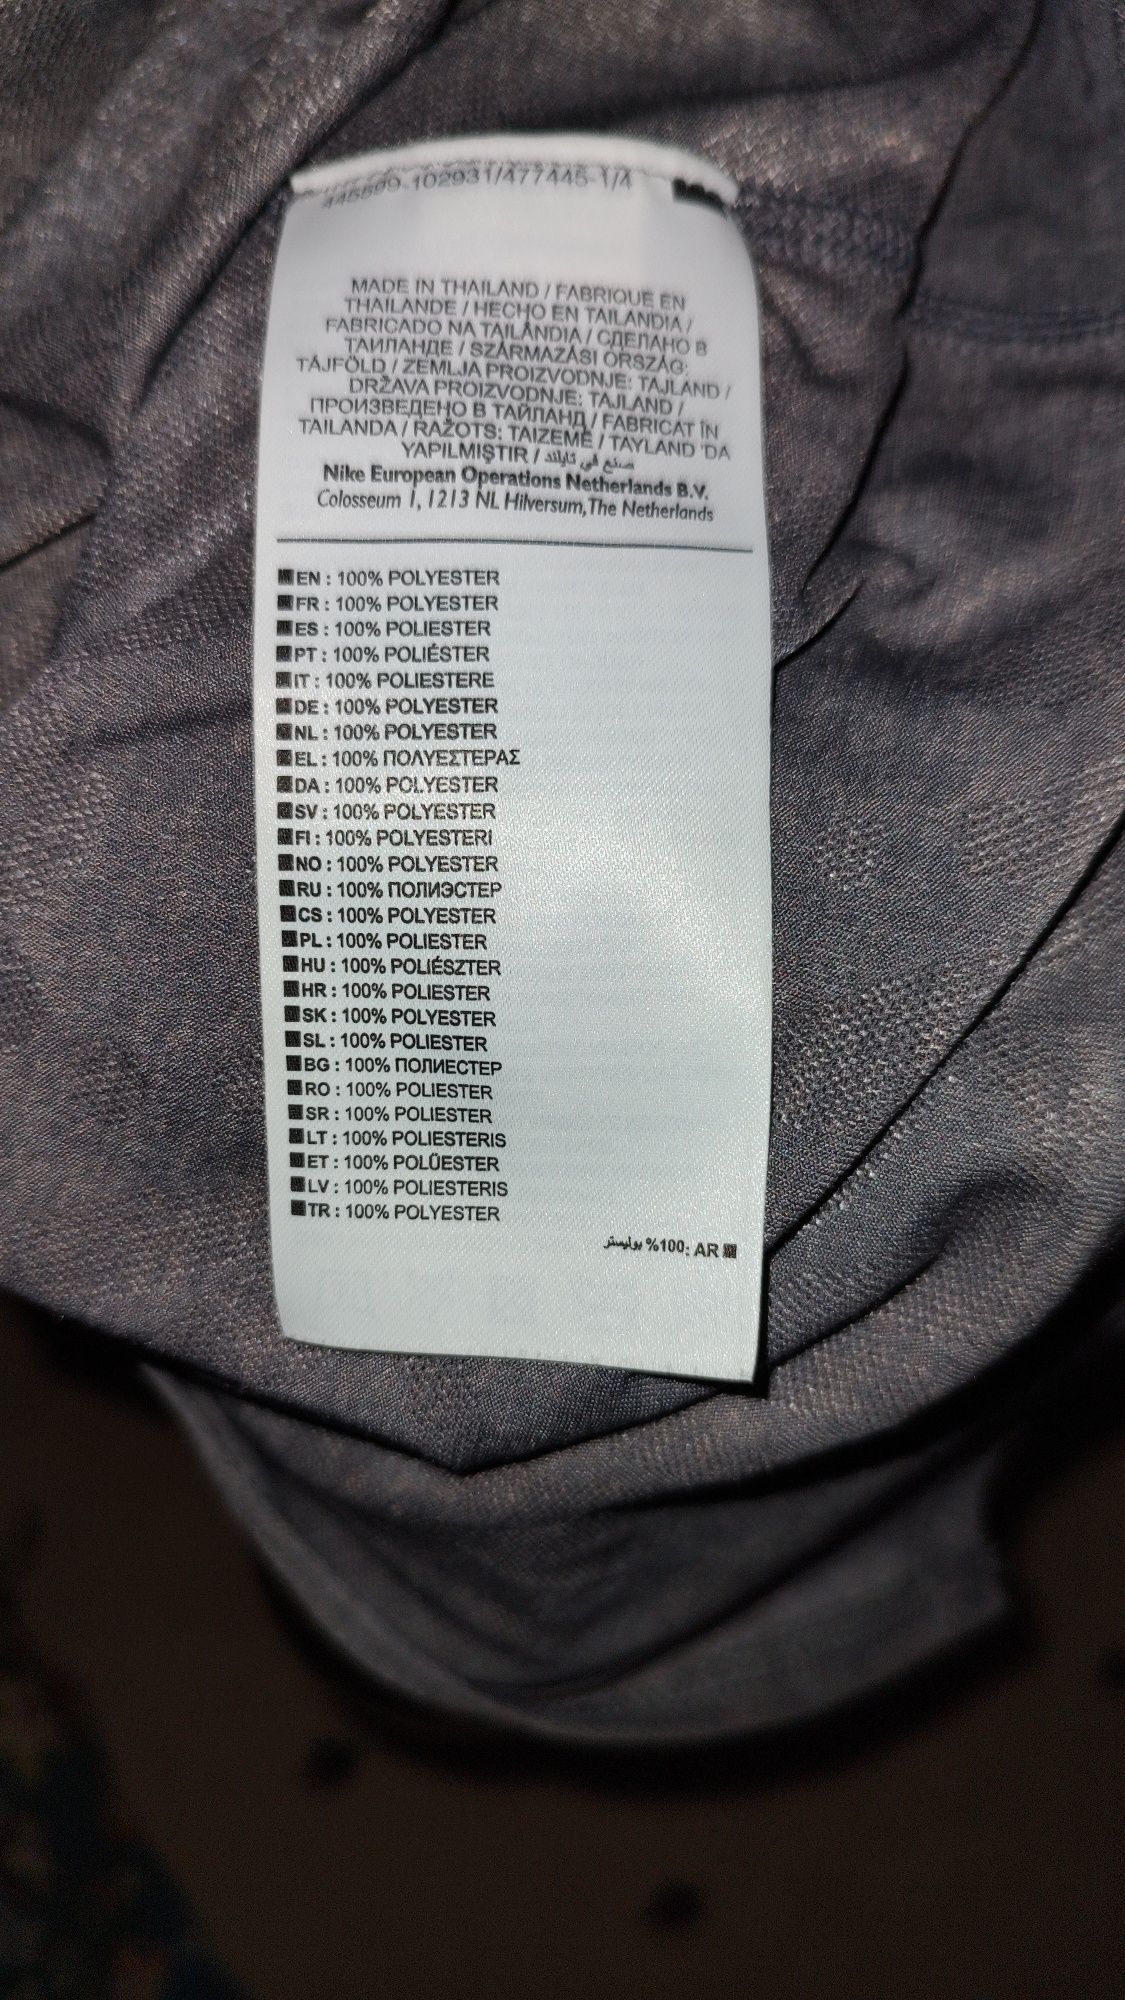 445599-102931/477445-1/4
MADE IN THAILAND / FABRIQUE EN
THAILANDE / HECHO EN TAILANDIA /
FABRICADO NA TAILÂNDIA / СДЕЛАНО В
ТАИЛАНДЕ / SZÁRMAZÁSI ORSZÁG:
TÁJFÖLD / ZEMLJA PROIZVODNJE: TAJLAND /
DRŽAVA PROIZVODNJE: TAJLAND /
ПРОИЗВЕДЕНО В ТАЙЛАНД / FABRICAT ÎN
TAILANDA / RAŽOTS: TAIZEMĒ / TAYLAND 'DA
YAPILMIŞTIR / صنع في تايلند
Nike European Operations Netherlands B.V.
Colosseum 1, 1213 NL Hilversum, The Netherlands
EN : 100% POLYESTER
FR : 100% POLYESTER
ES : 100% POLIESTER
PT : 100% POLIÉSTER
IT : 100% POLIESTERE
DE : 100% POLYESTER
NL : 100% POLYESTER
EL : 100% ΠΟΛΥΕΣΤΕΡΑΣ
DA : 100% POLYESTER
SV : 100% POLYESTER
FI : 100% POLYESTERI
NO : 100% POLYESTER
RU : 100% ПОЛИЭСТЕР
CS : 100% POLYESTER
PL : 100% POLIESTER
HU : 100% POLIÉSZTER
HR : 100% POLIESTER
SK : 100% POLYESTER
SL : 100% POLIESTER
BG : 100% ПОЛИЕСТЕР
RO : 100% POLIESTER
SR : 100% POLIESTER
LT : 100% POLIESTERIS
ET : 100% POLÜESTER
LV : 100% POLIESTERIS
TR : 100% POLYESTER
AR : 100% بوليستر